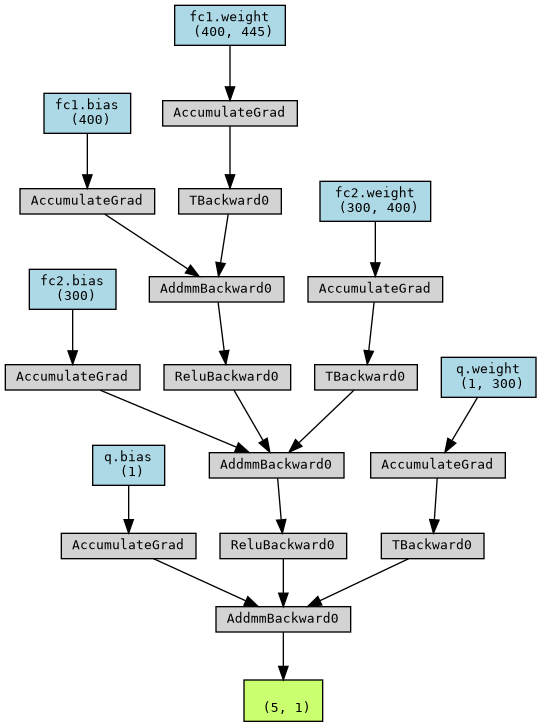 fc1.weight
(400, 445)
fc1.bias
(400)
AccumulateGrad
AccumulateGrad
TBackward0
fc2.weight
(300, 400)
fc2.bias
(300)
AddmmBackward0
AccumulateGrad
AccumulateGrad
ReluBackward0
TBackward0
q.weight
(1, 300)
q.bias
(1)
AddmmBackward0
AccumulateGrad
AccumulateGrad
ReluBackward0
TBackward0
AddmmBackward0
(5, 1)